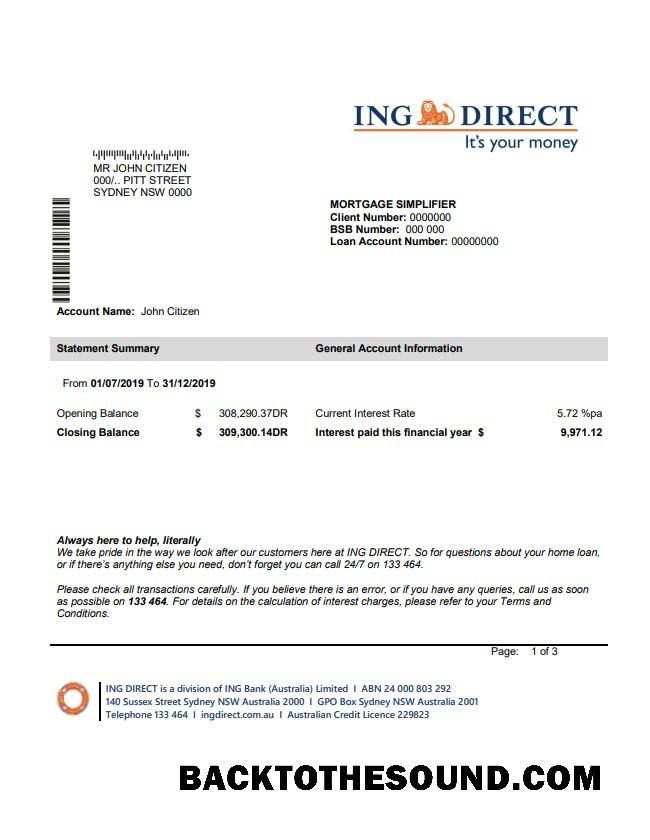 ING DIRECT
It's your money
MR JOHN CITIZEN
000/.. PITT STREET
SYDNEY NSW 0000
MORTGAGE SIMPLIFIER
Client Number: 0000000
BSB Number: 000 000
Loan Account Number: 00000000
Account Name: John Citizen
Statement Summary General Account Information
From 01/07/2019 To 31/12/2019
Opening Balance $ 308,290.37DR Current Interest Rate 5.72 %pa
Closing Balance $ 309,300.14DR Interest paid this financial year $ 9,971.12
Always here to help, literally
We take pride in the way we look after our customers here at ING DIRECT. So for questions about your home loan,
or if there's anything else you need, don't forget you can call 24/7 on 133 464.
Please check all transactions carefully. If you believe there is an error, or if you have any queries, call us as soon
as possible on 133 464. For details on the calculation of interest charges, please refer to your Terms and
Conditions.
Page: 1 of 3
ING DIRECT is a division of ING Bank (Australia) Limited I ABN 24 000 803 292
140 Sussex Street Sydney NSW Australia 2000 I GPO Box Sydney NSW Australia 2001
Telephone 133 464 I ingdirect.com.au I Australian Credit Licence 229823
BACKTOTHESOUND.COM